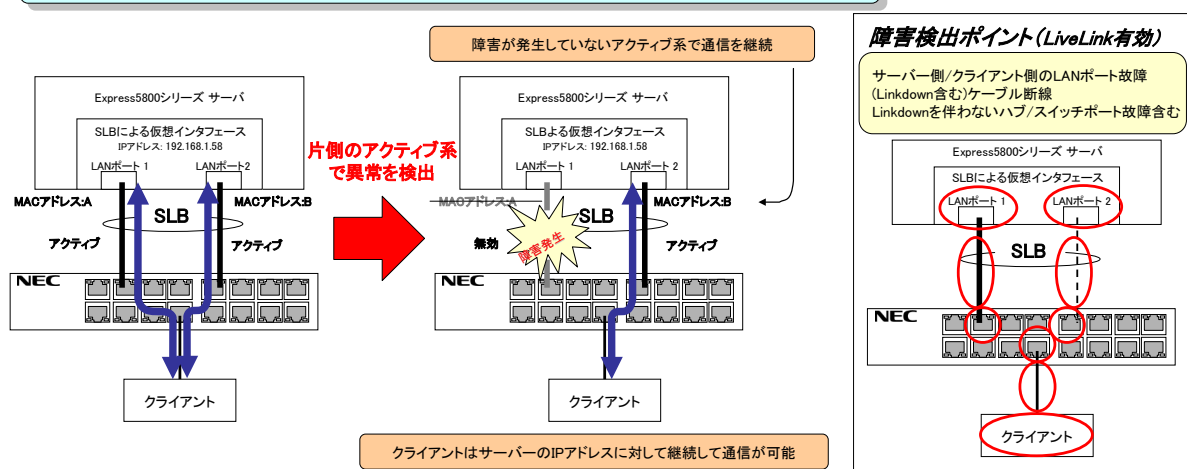 障害が発生していないアクティブ系で通信を継続
Express5800シリーズ サーバ
SLBによる仮想インタフェース
IPアドレス: 192.168.1.58
LANポート 1
LANポート2
MACアドレス:A
MACアドレス:B
SLB
アクティブ
アクティブ
NEC
クライアント
片側のアクティブ系
で異常を検出
Express5800シリーズ サーバ
SLBよる仮想インタフェース
IPアドレス: 192.168.1.58
LANポート 1
LANポート 2
MACアドレス:A
MACアドレス:B
SLB
無効
障害発生
アクティブ
NEC
クライアント
クライアントはサーバーのIPアドレスに対して継続して通信が可能
障害検出ポイント(LiveLink有効)
サーバー側/クライアント側のLANポート故障
(Linkdown含む)ケーブル断線
Linkdownを伴わないハブ/スイッチポート故障含む
Express5800シリーズ サーバ
SLBによる仮想インタフェース
LANポート 1
LANポート 2
SLB
NEC
クライアント